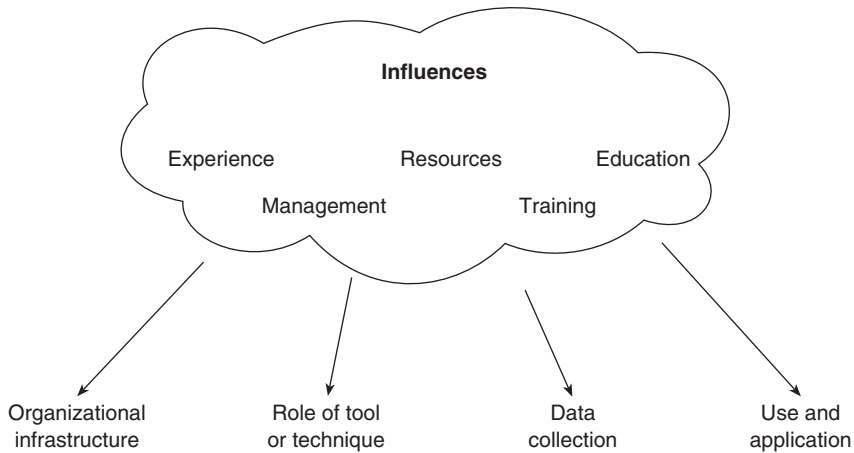 Influences
Experience Resources Education
Management Training
Organizational
infrastructure
Role of tool
or technique
Data
collection
Use and
application